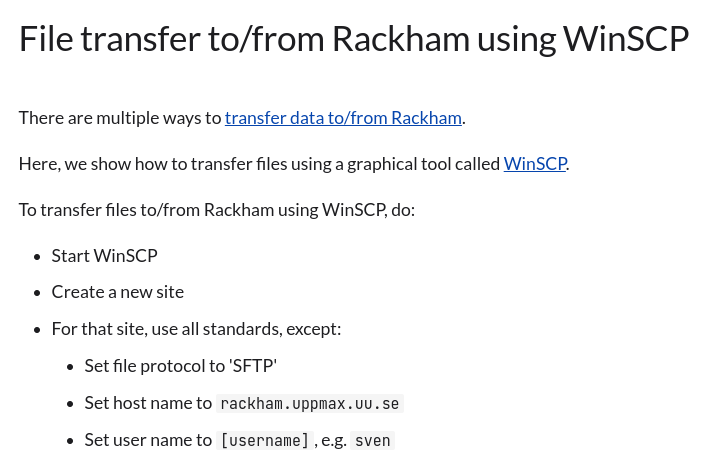 File transfer to/from Rackham using WinSCP
There are multiple ways to transfer data to/from Rackham.
Here, we show how to transfer files using a graphical tool called WinSCP.
To transfer files to/from Rackham using WinSCP, do:
• Start WinSCP
• Create a new site
• For that site, use all standards, except:
• Set file protocol to 'SFTP'
• Set host name to rackham.uppmax.uu.se
• Set user name to [username], e.g. sven